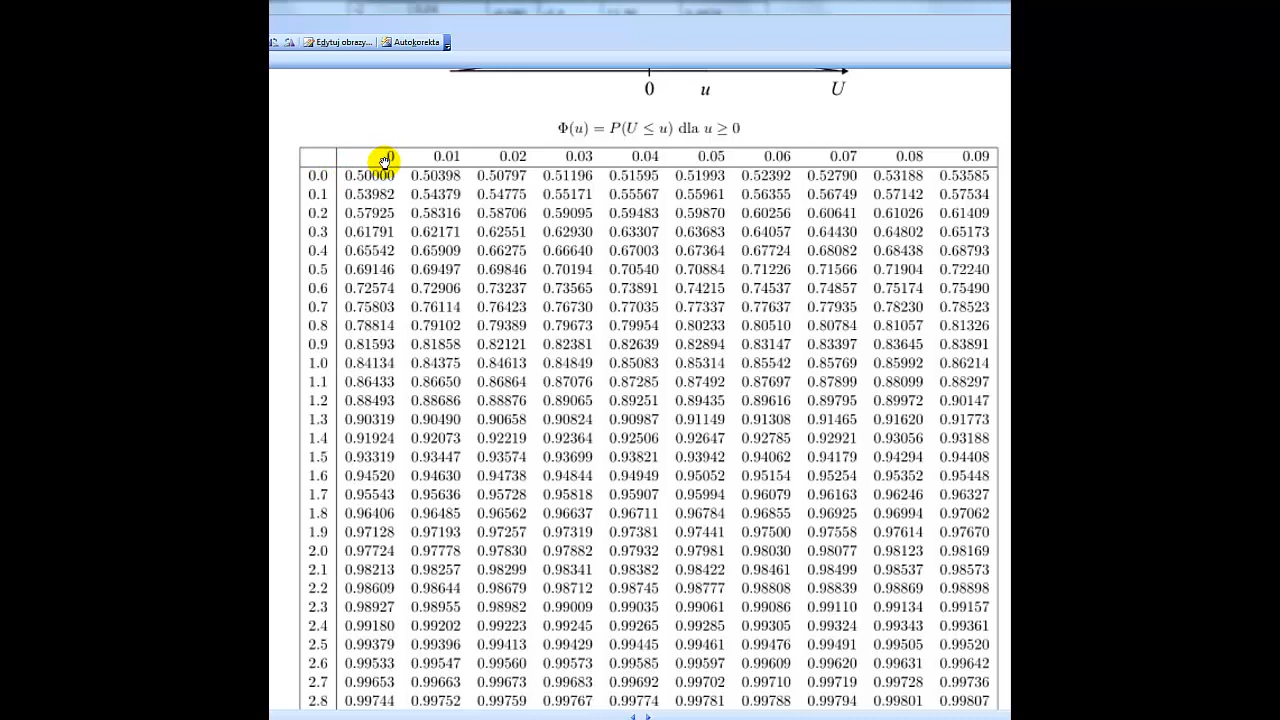 Edytuj obrazy... Autokorekta
0 u U
Φ(u) = P(U ≤ u) dla u ≥ 0
0 0.01 0.02 0.03 0.04 0.05 0.06 0.07 0.08 0.09
0.0 0.50000 0.50398 0.50797 0.51196 0.51595 0.51993 0.52392 0.52790 0.53188 0.53585
0.1 0.53982 0.54379 0.54775 0.55171 0.55567 0.55961 0.56355 0.56749 0.57142 0.57534
0.2 0.57925 0.58316 0.58706 0.59095 0.59483 0.59870 0.60256 0.60641 0.61026 0.61409
0.3 0.61791 0.62171 0.62551 0.62930 0.63307 0.63683 0.64057 0.64430 0.64802 0.65173
0.4 0.65542 0.65909 0.66275 0.66640 0.67003 0.67364 0.67724 0.68082 0.68438 0.68793
0.5 0.69146 0.69497 0.69846 0.70194 0.70540 0.70884 0.71226 0.71566 0.71904 0.72240
0.6 0.72574 0.72906 0.73237 0.73565 0.73891 0.74215 0.74537 0.74857 0.75174 0.75490
0.7 0.75803 0.76114 0.76423 0.76730 0.77035 0.77337 0.77637 0.77935 0.78230 0.78523
0.8 0.78814 0.79102 0.79389 0.79673 0.79954 0.80233 0.80510 0.80784 0.81057 0.81326
0.9 0.81593 0.81858 0.82121 0.82381 0.82639 0.82894 0.83147 0.83397 0.83645 0.83891
1.0 0.84134 0.84375 0.84613 0.84849 0.85083 0.85314 0.85542 0.85769 0.85992 0.86214
1.1 0.86433 0.86650 0.86864 0.87076 0.87285 0.87492 0.87697 0.87899 0.88099 0.88297
1.2 0.88493 0.88686 0.88876 0.89065 0.89251 0.89435 0.89616 0.89795 0.89972 0.90147
1.3 0.90319 0.90490 0.90658 0.90824 0.90987 0.91149 0.91308 0.91465 0.91620 0.91773
1.4 0.91924 0.92073 0.92219 0.92364 0.92506 0.92647 0.92785 0.92921 0.93056 0.93188
1.5 0.93319 0.93447 0.93574 0.93699 0.93821 0.93942 0.94062 0.94179 0.94294 0.94408
1.6 0.94520 0.94630 0.94738 0.94844 0.94949 0.95052 0.95154 0.95254 0.95352 0.95448
1.7 0.95543 0.95636 0.95728 0.95818 0.95907 0.95994 0.96079 0.96163 0.96246 0.96327
1.8 0.96406 0.96485 0.96562 0.96637 0.96711 0.96784 0.96855 0.96925 0.96994 0.97062
1.9 0.97128 0.97193 0.97257 0.97319 0.97381 0.97441 0.97500 0.97558 0.97614 0.97670
2.0 0.97724 0.97778 0.97830 0.97882 0.97932 0.97981 0.98030 0.98077 0.98123 0.98169
2.1 0.98213 0.98257 0.98299 0.98341 0.98382 0.98422 0.98461 0.98499 0.98537 0.98573
2.2 0.98609 0.98644 0.98679 0.98712 0.98745 0.98777 0.98808 0.98839 0.98869 0.98898
2.3 0.98927 0.98955 0.98982 0.99009 0.99035 0.99061 0.99086 0.99110 0.99134 0.99157
2.4 0.99180 0.99202 0.99223 0.99245 0.99265 0.99285 0.99305 0.99324 0.99343 0.99361
2.5 0.99379 0.99396 0.99413 0.99429 0.99445 0.99461 0.99476 0.99491 0.99505 0.99520
2.6 0.99533 0.99547 0.99560 0.99573 0.99585 0.99597 0.99609 0.99620 0.99631 0.99642
2.7 0.99653 0.99663 0.99673 0.99683 0.99692 0.99702 0.99710 0.99719 0.99728 0.99736
2.8 0.99744 0.99752 0.99759 0.99767 0.99774 0.99781 0.99788 0.99794 0.99801 0.99807